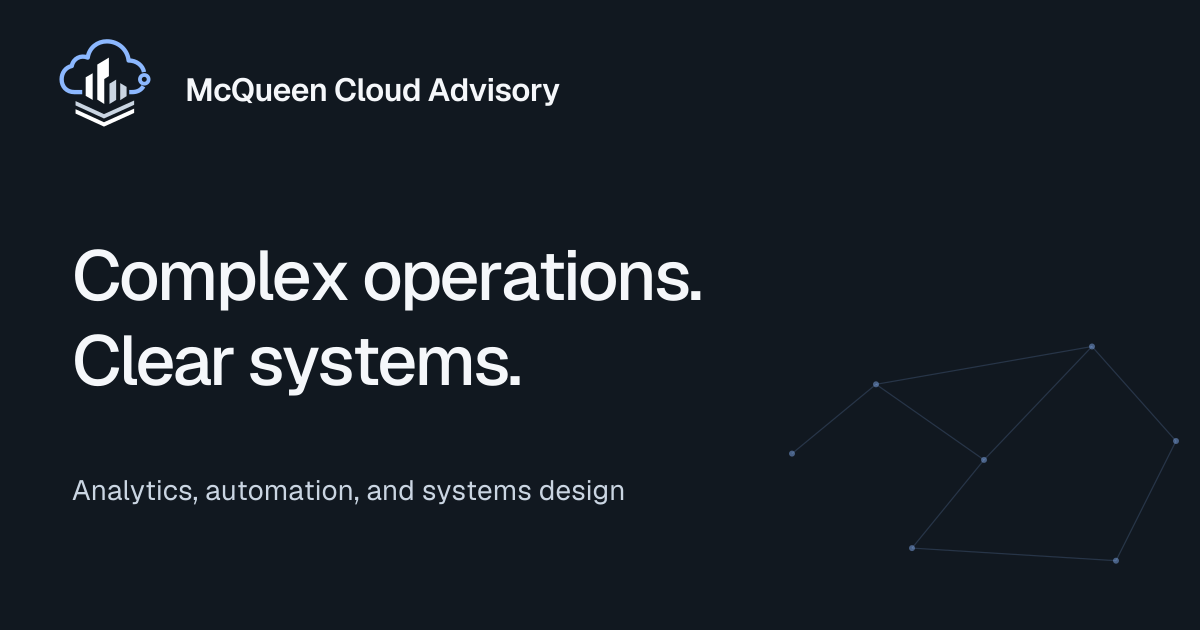 McQueen Cloud Advisory
Complex operations.
Clear systems.
Analytics, automation, and systems design